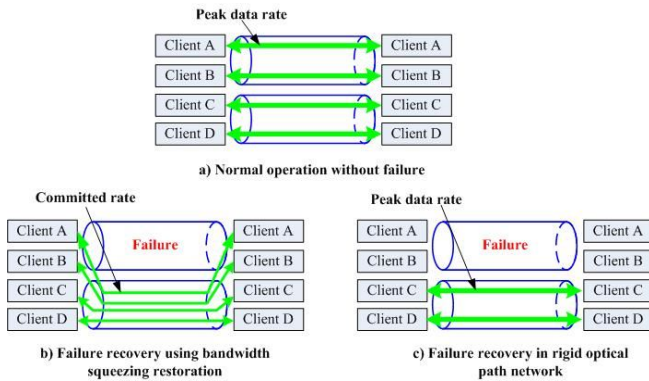 Peak data rate
Client A Client A
Client B Client B
Client C Client C
Client D Client D
a) Normal operation without failure
Committed rate
Client A Failure Client A
Client B Client B
Client C Client C
Client D Client D
b) Failure recovery using bandwidth
squeezing restoration
Peak data rate
Client A Failure Client A
Client B Client B
Client C Client C
Client D Client D
c) Failure recovery in rigid optical
path network